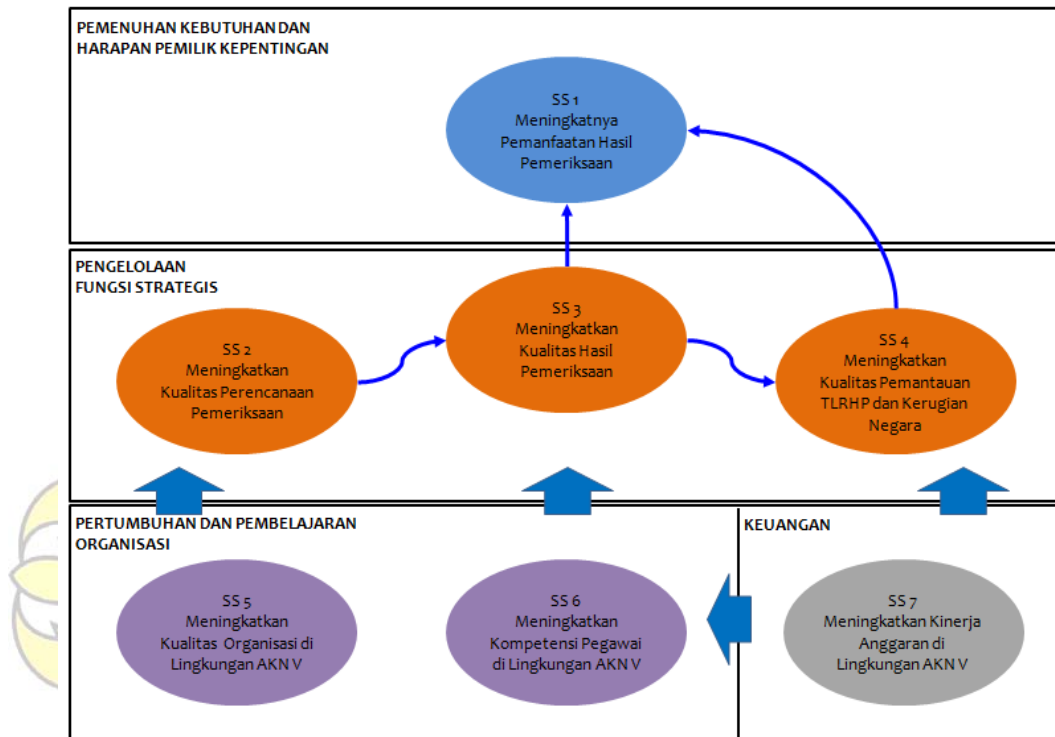 PEMENUHAN KEBUTUHAN DAN
HARAPAN PEMILIK KEPENTINGAN
SS 1
Meningkatnya
Pemanfaatan Hasil
Pemeriksaan
PENGELOLAAN
FUNGSI STRATEGIS
SS 2
Meningkatkan
Kualitas Perencanaan
Pemeriksaan
SS 3
Meningkatkan
Kualitas Hasil
Pemeriksaan
SS 4
Meningkatkan
Kualitas Pemantauan
TLRHP dan Kerugian
Negara
PERTUMBUHAN DAN PEMBELAJARAN
ORGANISASI
SS 5
Meningkatkan
Kualitas Organisasi di
Lingkungan AKN V
SS 6
Meningkatkan
Kompetensi Pegawai
di Lingkungan AKN V
KEUANGAN
SS 7
Meningkatkan Kinerja
Anggaran di
Lingkungan AKN V